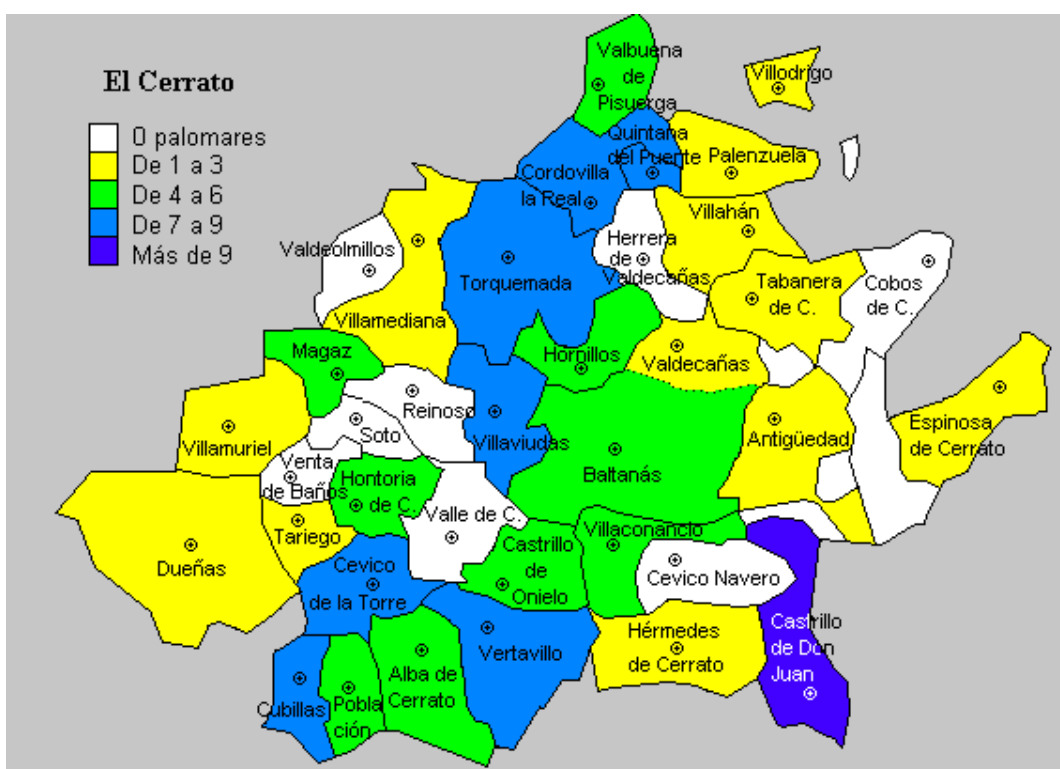 El Cerrato
0 palomares
De 1 a 3
De 4 a 6
De 7 a 9
Más de 9
Valbuena
de
Pisuerga
Villodrigo
Quintana
del Puente
Palenzuela
Cordovilla
la Real
Villahán
Valdeolmillos
Herrera
de
Valdecañas
Torquemada
Tabanera
de C.
Cobos
de C.
Villamediana
Magaz
Hornillos
Valdecañas
Reinoso
Soto
Villamuriel
Villaviudas
Antigüedad
Espinosa
de Cerrato
Venta
de Baños
Hontoria
de C.
Baltanás
Valle de C.
Tariego
Villaconancio
Castrillo
de
Onielo
Dueñas
Cevico
de la Torre
Cevico Navero
Castrillo
de Don
Juan
Hérmedes
de Cerrato
Vertavillo
Alba de
Cerrato
Cubillas
Pobla
ción